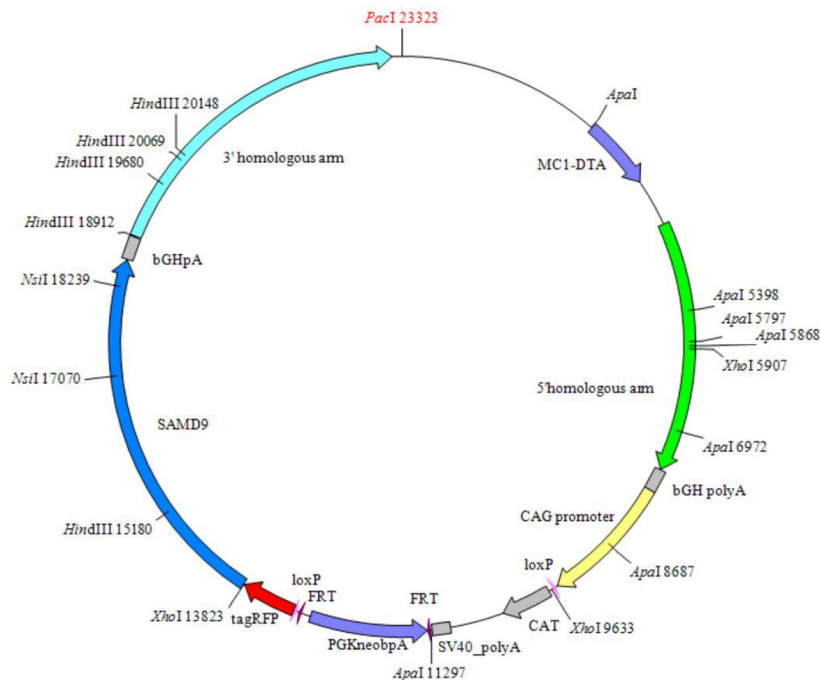 PacI 23323
ApaI
MC1-DTA
ApaI 5398
ApaI 5797
ApaI 5868
XhoI 5907
5'homologous arm
ApaI 6972
bGH polyA
CAG promoter
ApaI 8687
loxP
XhoI 9633
CAT
SV40_polyA
FRT
ApaI 11297
PGKneobpA
FRT
loxP
tagRFP
XhoI 13823
HindIII 15180
SAMD9
NsiI 17070
NsiI 18239
bGHpA
HindIII 18912
3' homologous arm
HindIII 19680
HindIII 20069
HindIII 20148